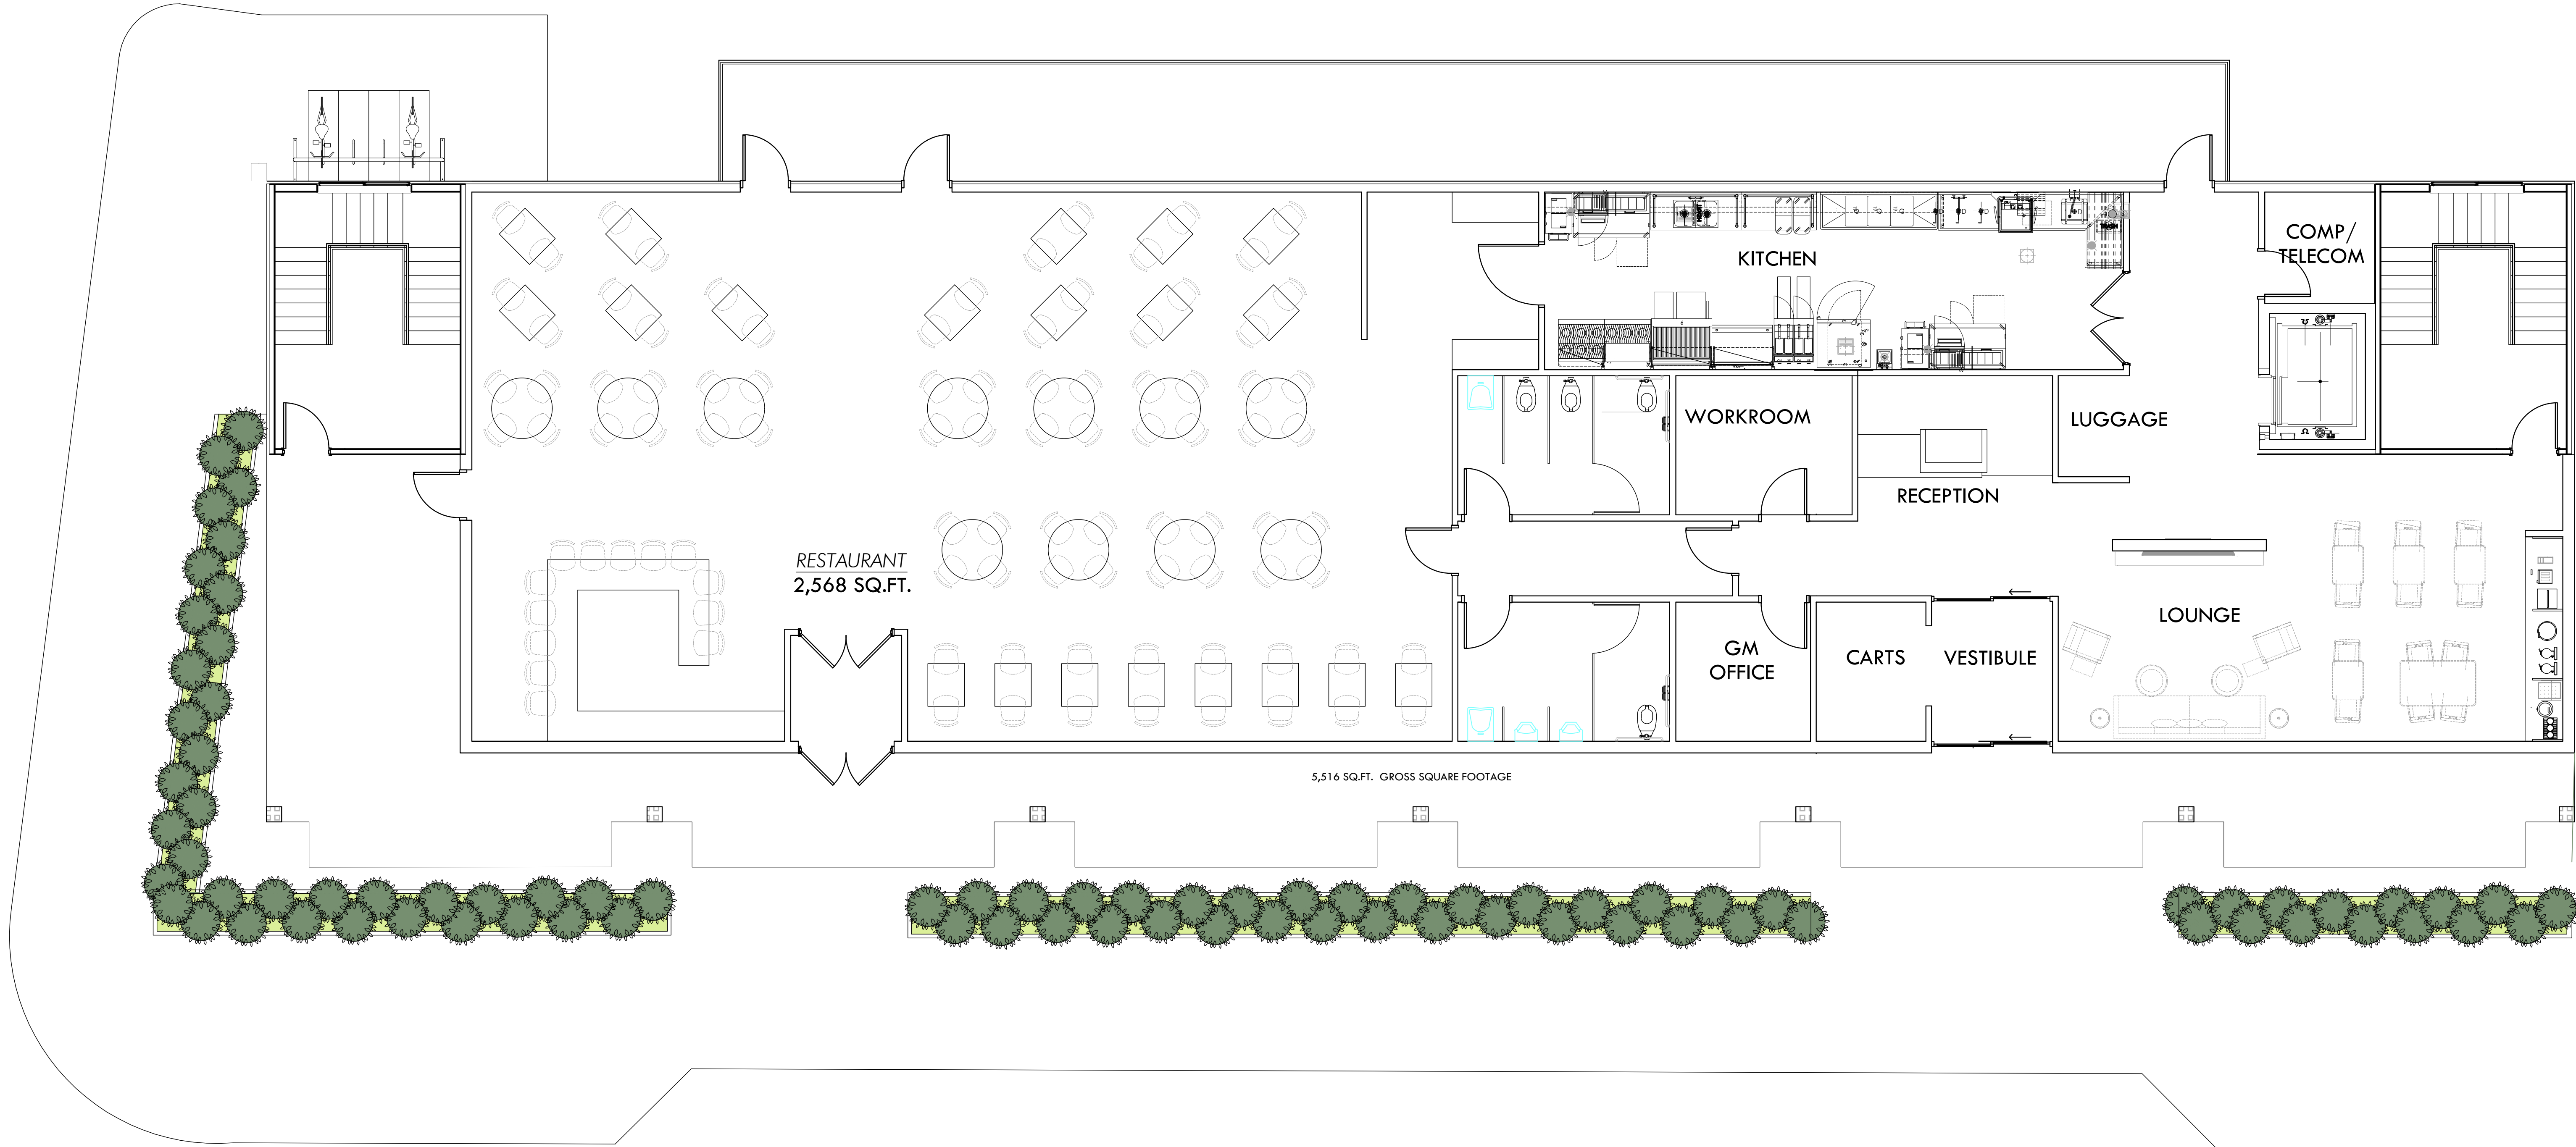 KITCHEN
COMP/
TELECOM
WORKROOM
LUGGAGE
RECEPTION
RESTAURANT
2,568 SQ.FT.
LOUNGE
GM
OFFICE
CARTS
VESTIBULE
5,516 SQ.FT. GROSS SQUARE FOOTAGE